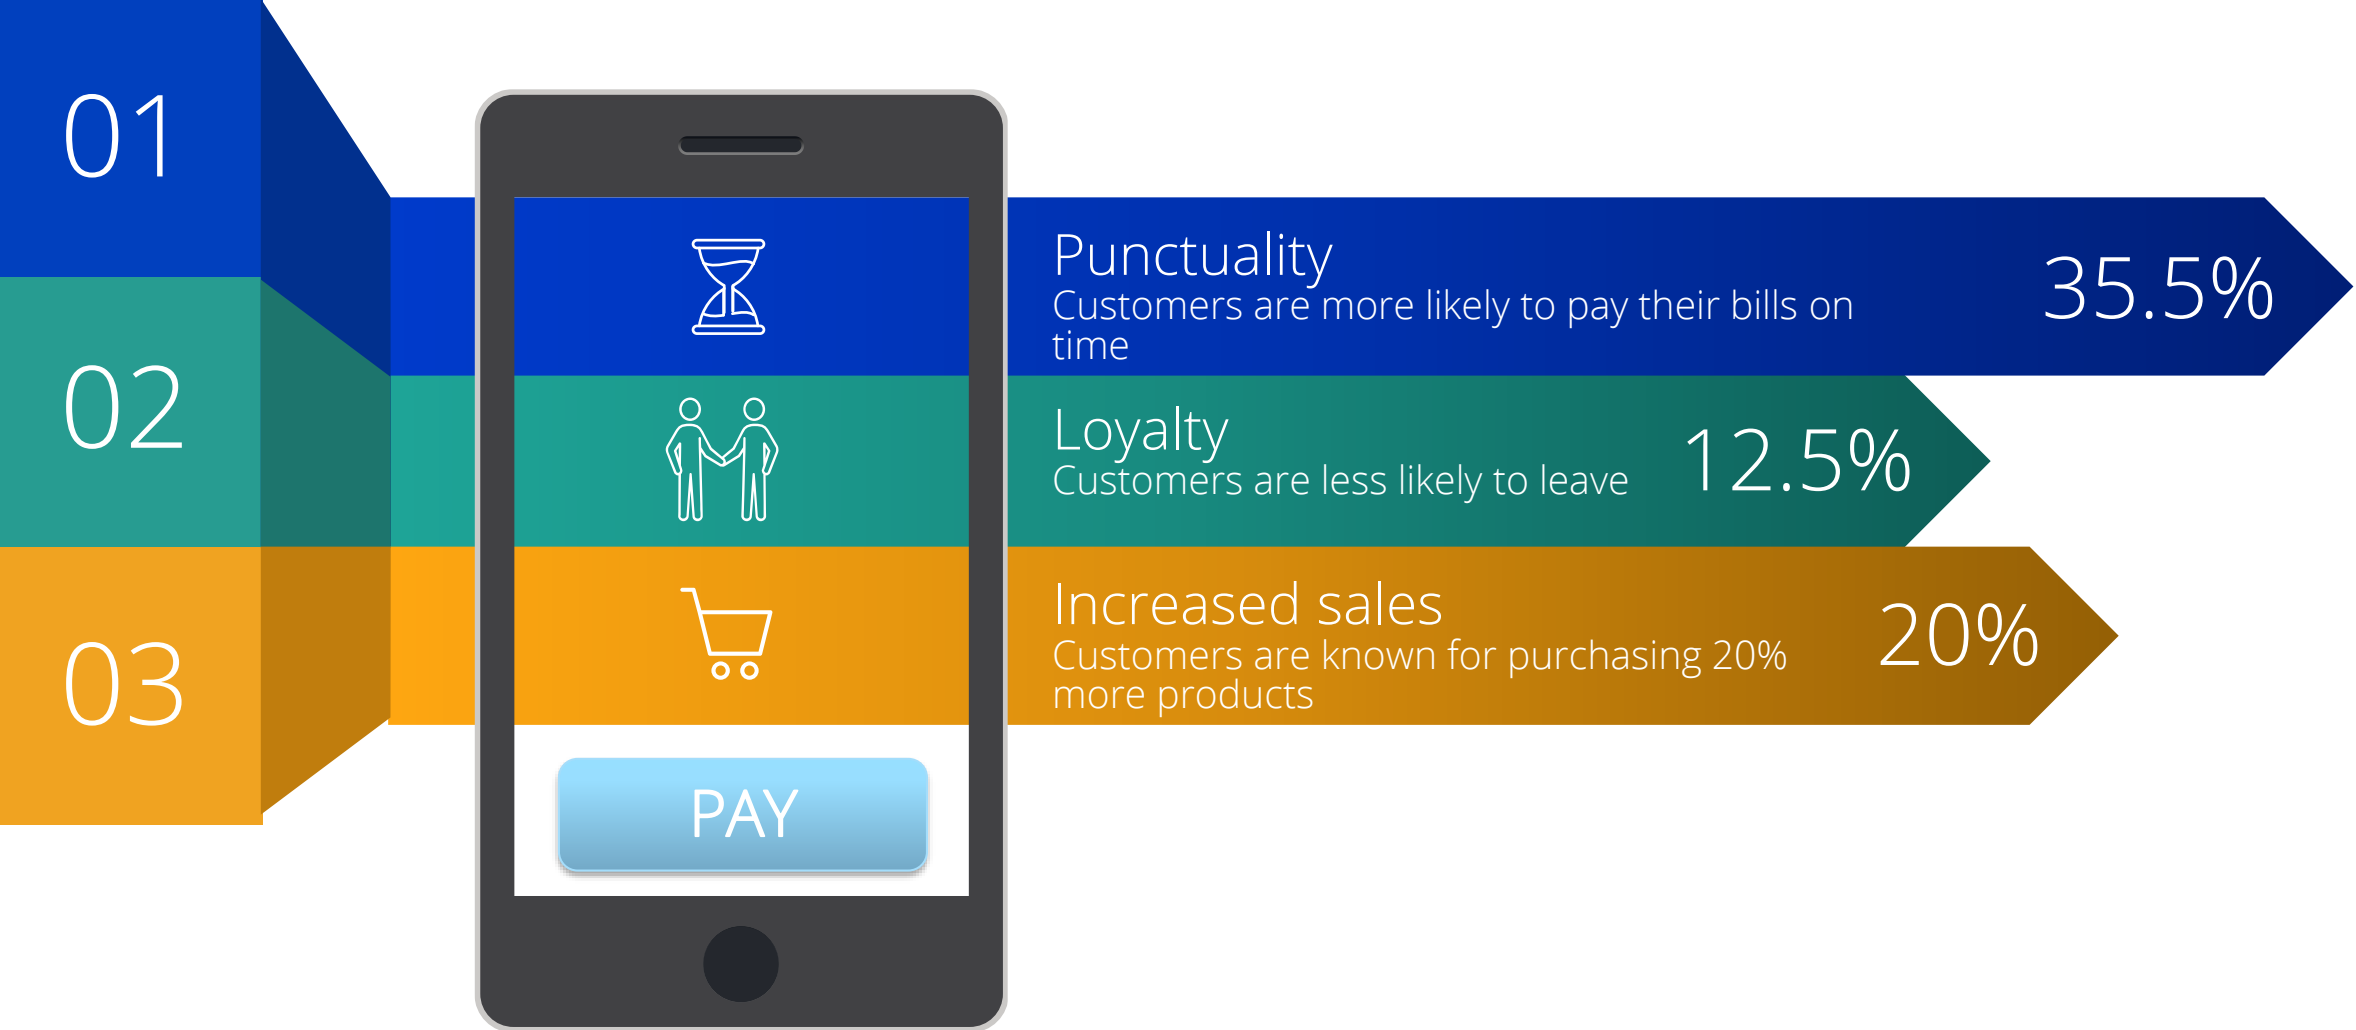 01
Punctuality
Customers are more likely to pay their bills on
time
35.5%
02
Loyalty
Customers are less likely to leave
12.5%
03
Increased sales
Customers are known for purchasing 20%
more products
20%
PAY